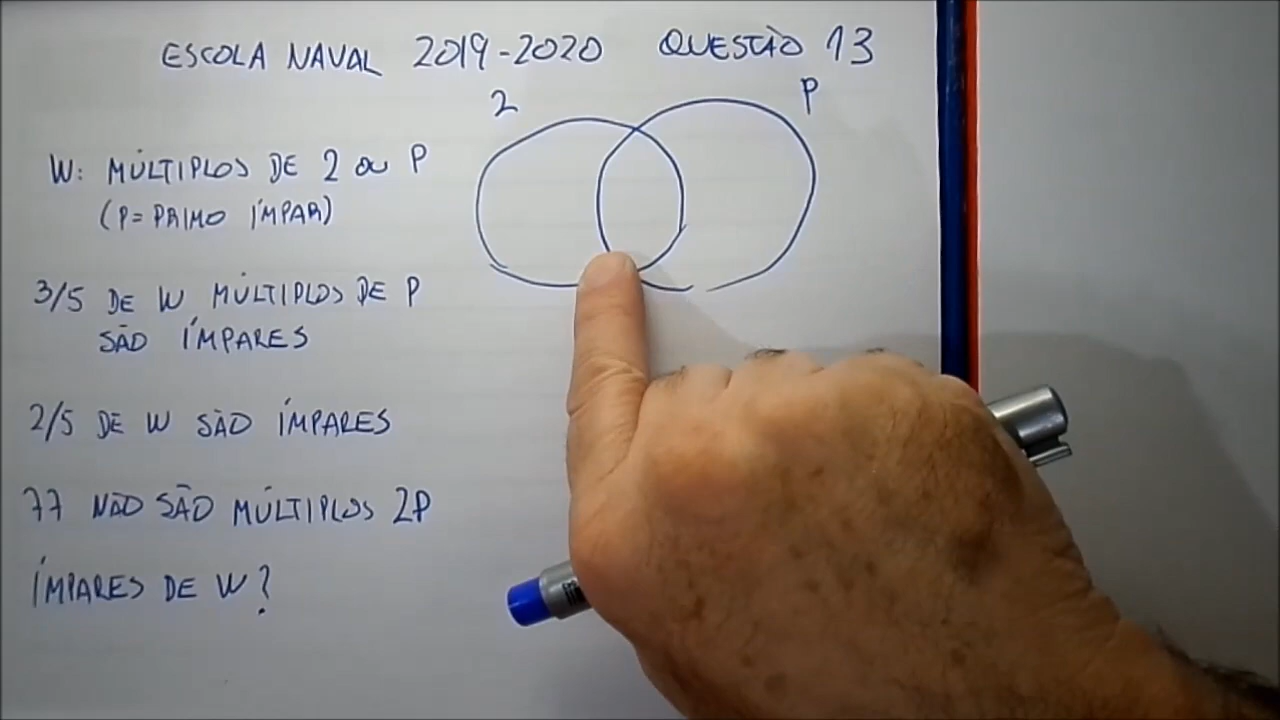 ESCOLA NAVAL 2019-2020 QUESTÃO 13
2
P
W: MÚLTIPLOS DE 2 OU P
(P=PRIMO ÍMPAR)
3/5 DE W MÚLTIPLOS DE P
SÃO ÍMPARES
2/5 DE W SÃO ÍMPARES
77 NÃO SÃO MÚLTIPLOS 2P
ÍMPARES DE W?